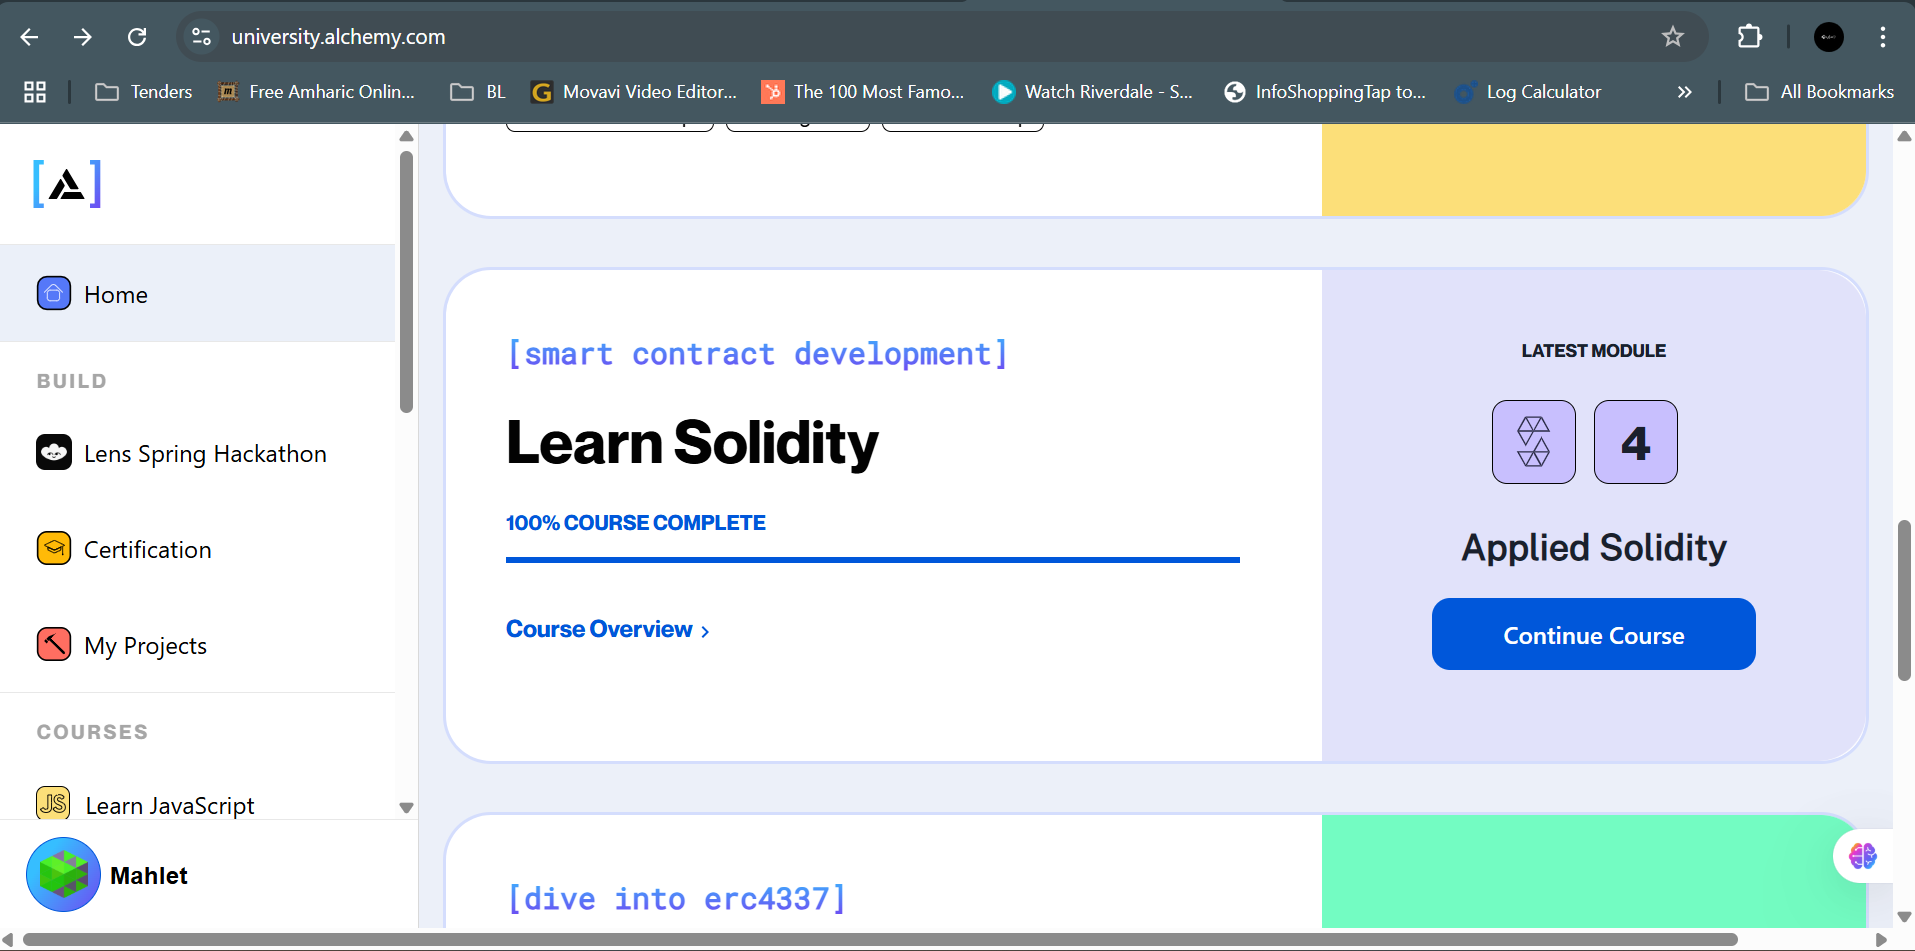 university.alchemy.com
Tenders
Free Amharic Onlin...
BL
Movavi Video Editor...
The 100 Most Famo...
Watch Riverdale - S...
InfoShoppingTap to...
Log Calculator
All Bookmarks
Home
BUILD
Lens Spring Hackathon
Certification
My Projects
COURSES
JS
Learn JavaScript
Mahlet
[smart contract development]
Learn Solidity
100% COURSE COMPLETE
Course Overview >
LATEST MODULE
4
Applied Solidity
Continue Course
[dive into erc4337]